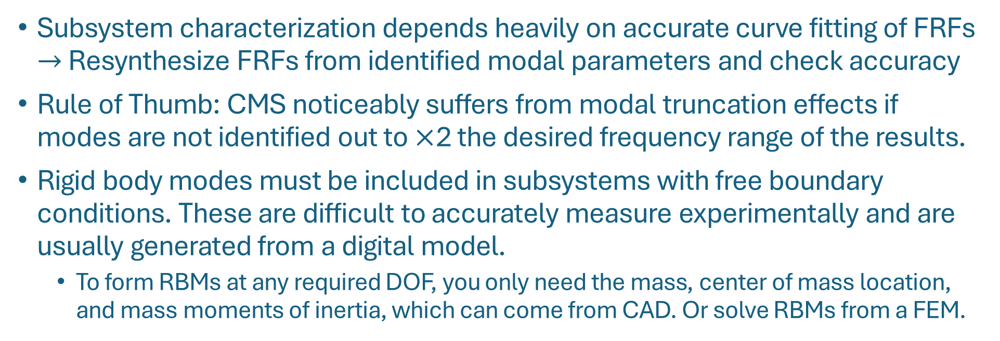 • Subsystem characterization depends heavily on accurate curve fitting of FRFs
→ Resynthesize FRFs from identified modal parameters and check accuracy
• Rule of Thumb: CMS noticeably suffers from modal truncation effects if
modes are not identified out to ×2 the desired frequency range of the results.
• Rigid body modes must be included in subsystems with free boundary
conditions. These are difficult to accurately measure experimentally and are
usually generated from a digital model.
• To form RBMs at any required DOF, you only need the mass, center of mass location,
and mass moments of inertia, which can come from CAD. Or solve RBMs from a FEM.